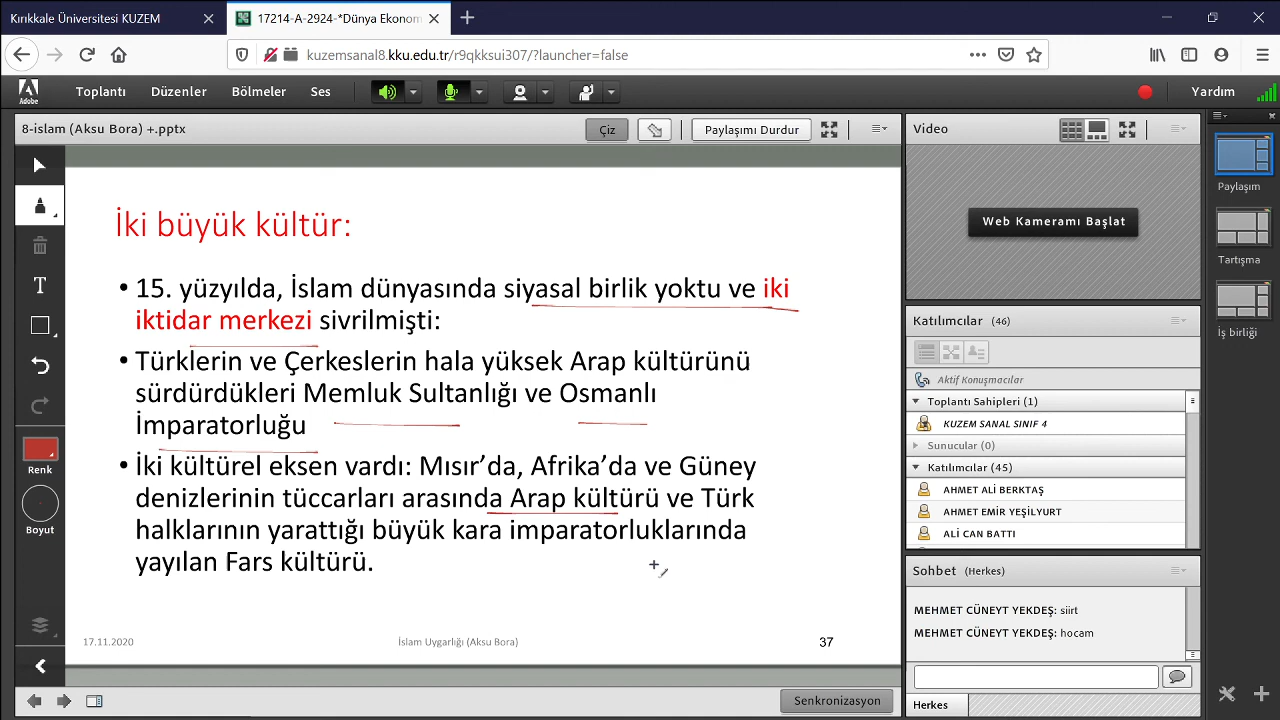 Kırıkkale Üniversitesi KUZEM
17214-A-2924-*Dünya Ekonom
kuzemsanal8.kku.edu.tr/r9qkksui307/?launcher=false
Adobe
Toplantı
Düzenler
Bölmeler
Ses
Yardım
8-islam (Aksu Bora) +.pptx
Çiz
Paylaşımı Durdur
İki büyük kültür:
• 15. yüzyılda, İslam dünyasında siyasal birlik yoktu ve iki
iktidar merkezi sivrilmişti:
• Türklerin ve Çerkeslerin hala yüksek Arap kültürünü
sürdürdükleri Memluk Sultanlığı ve Osmanlı
İmparatorluğu
• İki kültürel eksen vardı: Mısır’da, Afrika’da ve Güney
denizlerinin tüccarları arasında Arap kültürü ve Türk
halklarının yarattığı büyük kara imparatorluklarında
yayılan Fars kültürü.
17.11.2020
İslam Uygarlığı (Aksu Bora)
37
T
Renk
Boyut
Senkronizasyon
Video
Web Kameramı Başlat
Katılımcılar (46)
Aktif Konuşmacılar
Toplantı Sahipleri (1)
KUZEM SANAL SINIF 4
Sunucular (0)
Katılımcılar (45)
AHMET ALİ BERKTAŞ
AHMET EMIR YEŞİLYURT
ALİ CAN BATTI
Sohbet (Herkes)
MEHMET CÜNEYT YEKDEŞ: siirt
MEHMET CÜNEYT YEKDEŞ: hocam
Herkes
Paylaşım
Tartışma
İş birliği